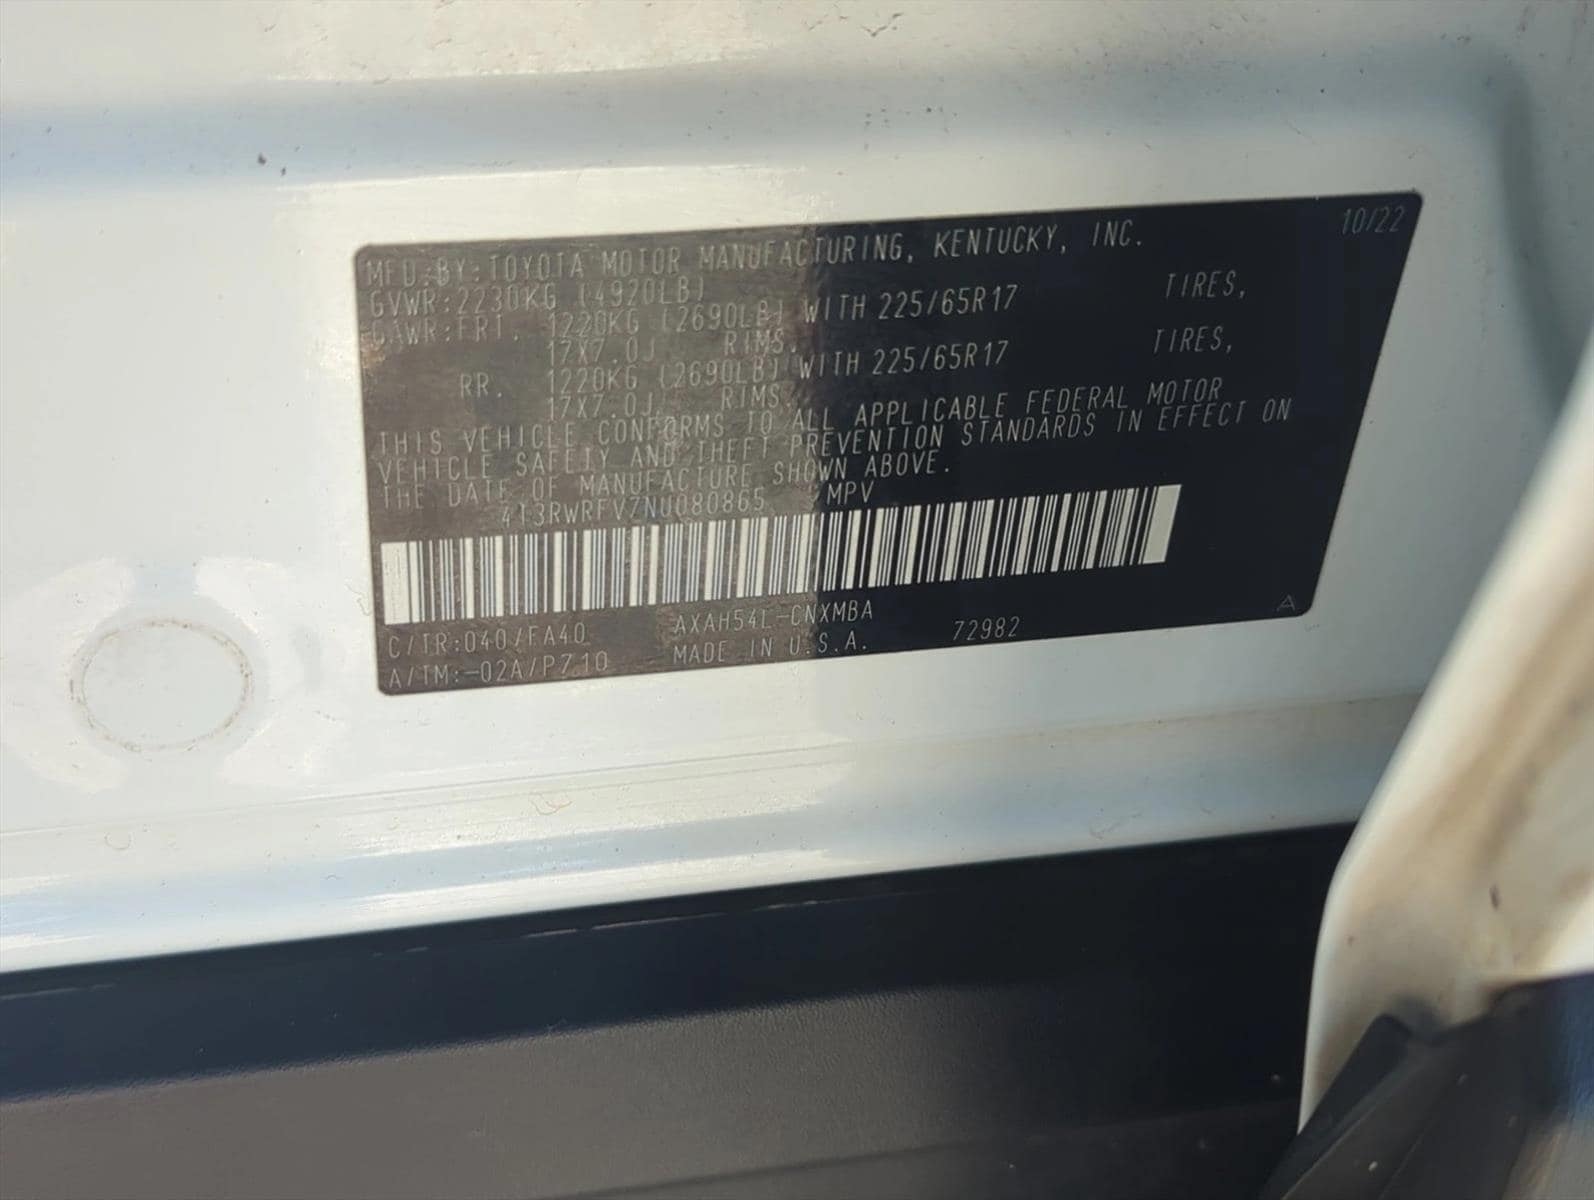 10/22
MFD.BY:TOYOTA MOTOR MANUFACTURING, KENTUCKY, INC.
GVWR:2230KG (4920LB)
GAWR:FRT. 1220KG (2690LB) WITH 225/65R17 TIRES,
17X7.0J RIMS.
RR. 1220KG (2690LB) WITH 225/65R17 TIRES,
17X7.0J RIMS.
THIS VEHICLE CONFORMS TO ALL APPLICABLE FEDERAL MOTOR
VEHICLE SAFETY AND THEFT PREVENTION STANDARDS IN EFFECT ON
THE DATE OF MANUFACTURE SHOWN ABOVE.
MPV
C/TR:040/FA40 AXAH54L-CNXMBA
A/TM:-02A/P710 MADE IN U.S.A. 72982 A